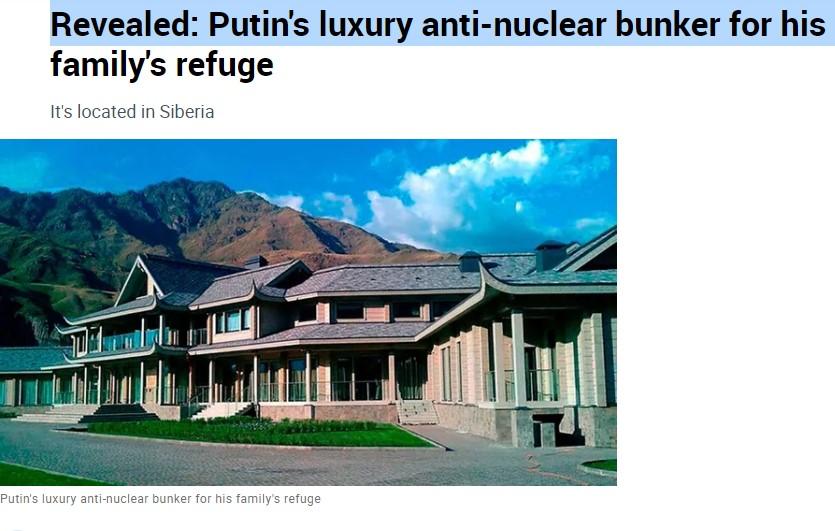 Revealed: Putin's luxury anti-nuclear bunker for his
family's refuge
It's located in Siberia
Putin's luxury anti-nuclear bunker for his family's refuge